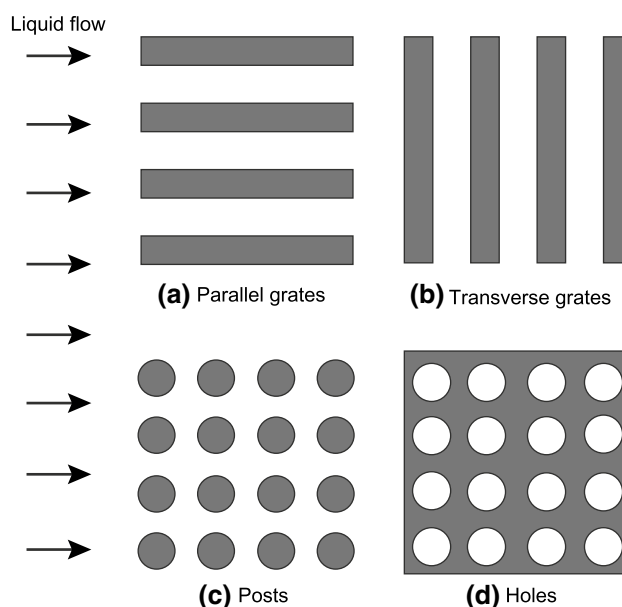 Liquid flow
(a) Parallel grates
(b) Transverse grates
(c) Posts
(d) Holes